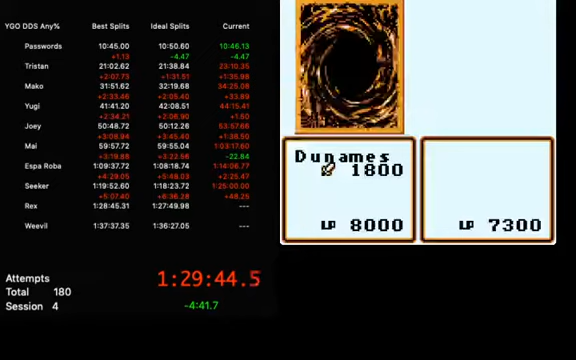 YGO DDS Any% Best Splits Ideal Splits Current
Passwords 10:45.00 10:50.60 10:46.13
+1.13 -4.47 -4.47
Tristan 21:02.62 21:38.84 23:10.35
+2:07.73 +1:31.51 +1:35.98
Mako 31:51.62 32:19.68 34:25.08
+2:33.46 +2:05.40 +33.89
Yugi 41:41.20 42:08.51 44:15.41
+2:34.21 +2:06.90 +1.50
Joey 50:48.72 50:12.26 53:57.66
+3:08.94 +3:45.40 +1:38.50
Mai 59:57.72 59:55.04 1:03:17.60
+3:19.88 +3:22.56 -22.84
Espa Roba 1:09:37.72 1:08:18.74 1:14:06.77
+4:29.05 +5:48.03 +2:25.47
Seeker 1:19:52.60 1:18:23.72 1:25:00.00
+5:07.40 +6:36.28 +48.25
Rex 1:28:45.31 1:27:49.98 ---
Weevil 1:37:37.35 1:36:27.05 ---
Attempts
Total 180
Session 4
1:29:44.5
-4:41.7
Dunames
1800
LP 8000
LP 7300